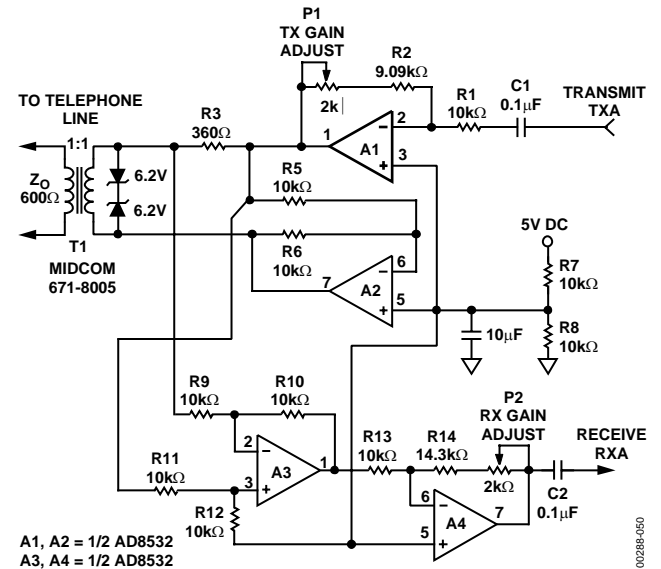 P1
TX GAIN
ADJUST
2k
R2
9.09kΩ
R1
10kΩ
C1
0.1μF
TRANSMIT
TXA
TO TELEPHONE
LINE
1:1
ZO
600Ω
6.2V
6.2V
T1
MIDCOM
671-8005
R3
360Ω
1
A1
2
3
R5
10kΩ
R6
10kΩ
7
A2
6
5
5V DC
R7
10kΩ
R8
10kΩ
10μF
R9
10kΩ
R10
10kΩ
R11
10kΩ
R12
10kΩ
2
3
A3
1
R13
10kΩ
R14
14.3kΩ
P2
RX GAIN
ADJUST
2kΩ
6
5
A4
7
RECEIVE
RXA
C2
0.1μF
A1, A2 = 1/2 AD8532
A3, A4 = 1/2 AD8532
00288-050